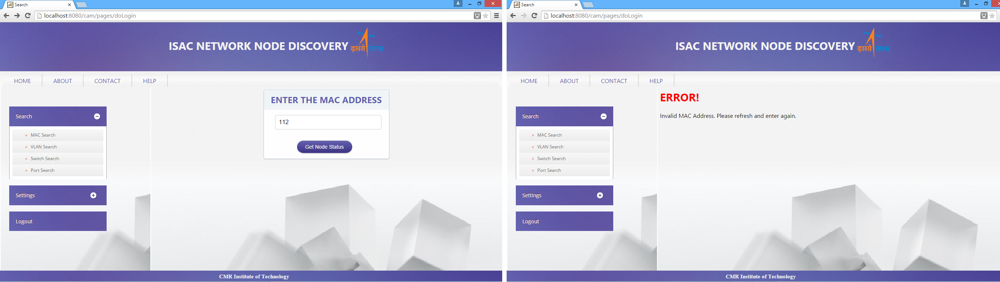 Search
localhost:8080/cam/pages/doLogin
ISAC NETWORK NODE DISCOVERY
इसरो isro
HOME ABOUT CONTACT HELP
ENTER THE MAC ADDRESS
112
Get Node Status
Search
MAC Search
VLAN Search
Switch Search
Port Search
Settings
Logout
CMR Institute of Technology
Search
localhost:8080/cam/pages/doLogin
ISAC NETWORK NODE DISCOVERY
इसरो isro
HOME ABOUT CONTACT HELP
ERROR!
Invalid MAC Address. Please refresh and enter again.
Search
MAC Search
VLAN Search
Switch Search
Port Search
Settings
Logout
CMR Institute of Technology